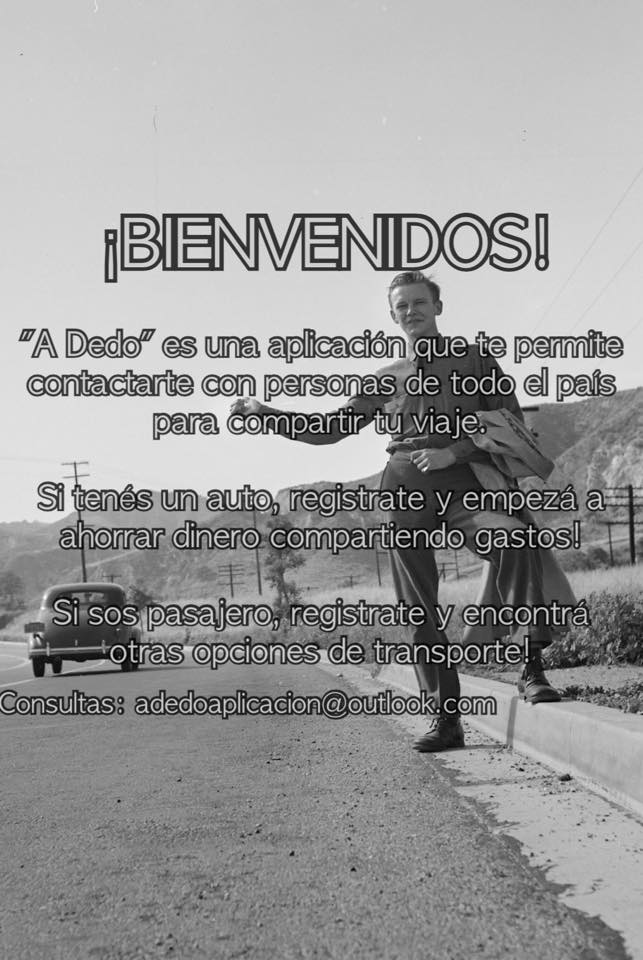 ¡BIENVENIDOS!
"A Dedo" es una aplicación que te permite
contactarte con personas de todo el país
para compartir tu viaje.
Si tenés un auto, registrate y empezá a
ahorrar dinero compartiendo gastos!
Si sos pasajero, registrate y encontrá
otras opciones de transporte!
Consultas: adedoaplicacion@outlook.com